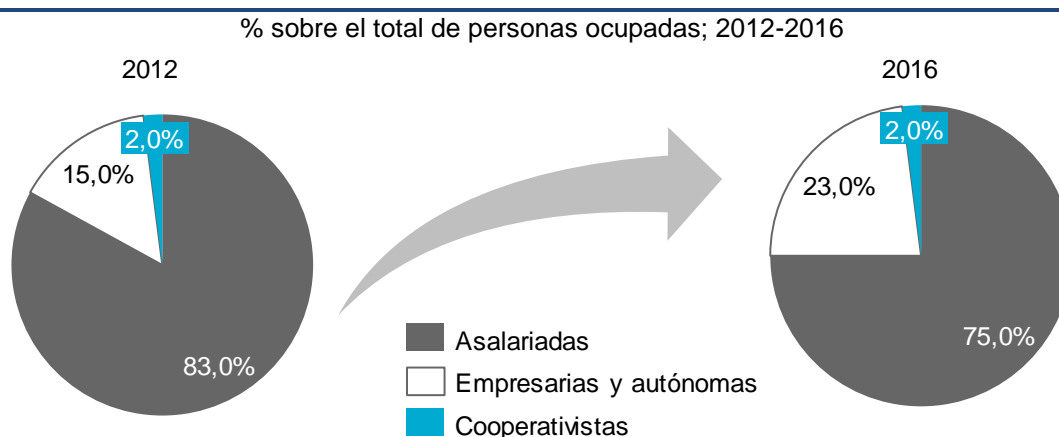 % sobre el total de personas ocupadas; 2012-2016
2012
2016
2,0%
15,0%
83,0%
2,0%
23,0%
75,0%
Asalariadas
Empresarias y autónomas
Cooperativistas